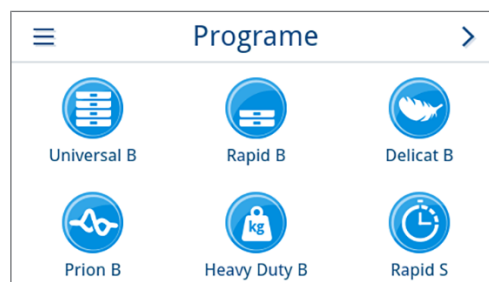 Programe
Universal B
Rapid B
Delicat B
kg
Prion B
Heavy Duty B
Rapid S